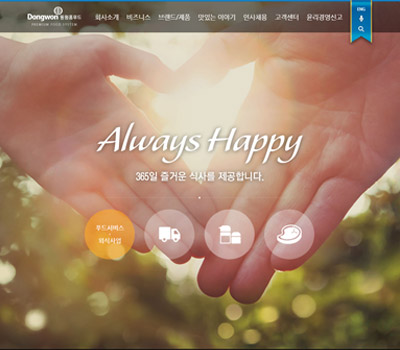 Dongwon 동원홈푸드
PREMIUM FOOD SYSTEM
회사소개 비즈니스 브랜드/제품 맛있는 이야기 인사채용 고객센터 윤리경영신고
ENG
Always Happy
365일 즐거운 식사를 제공합니다.
푸드서비스
외식사업